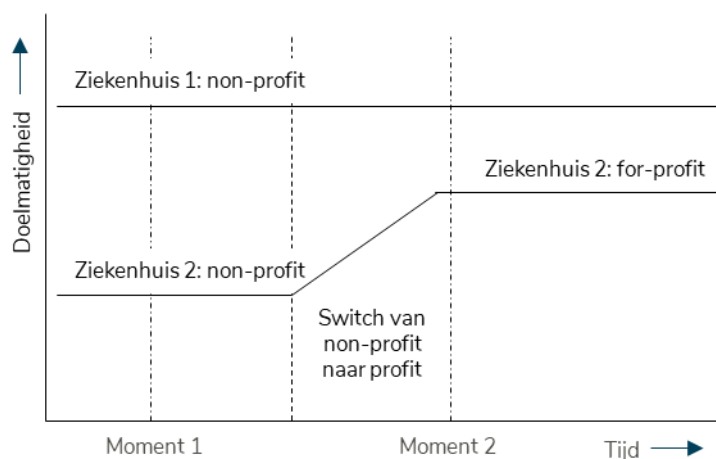 Ziekenhuis 1: non-profit
Doelmatigheid
Ziekenhuis 2: for-profit
Ziekenhuis 2: non-profit
Switch van
non-profit
naar profit
Moment 1
Moment 2
Tijd